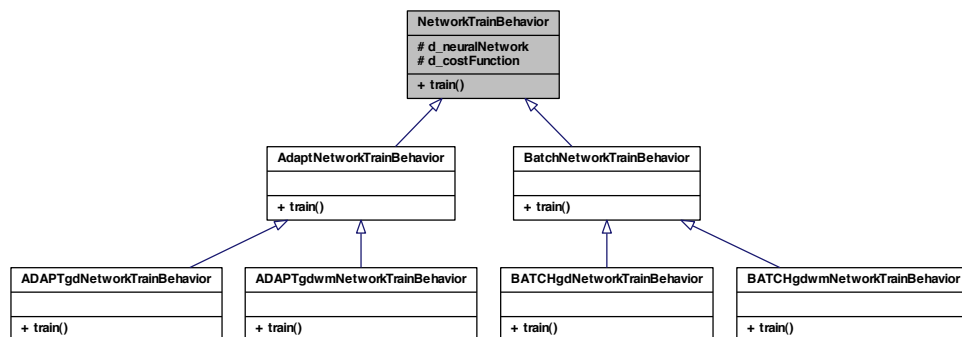 NetworkTrainBehavior
# d_neuralNetwork
# d_costFunction
+ train()
AdaptNetworkTrainBehavior
+ train()
BatchNetworkTrainBehavior
+ train()
ADAPTgdNetworkTrainBehavior
+ train()
ADAPTgdwmNetworkTrainBehavior
+ train()
BATCHgdNetworkTrainBehavior
+ train()
BATCHgdwmNetworkTrainBehavior
+ train()